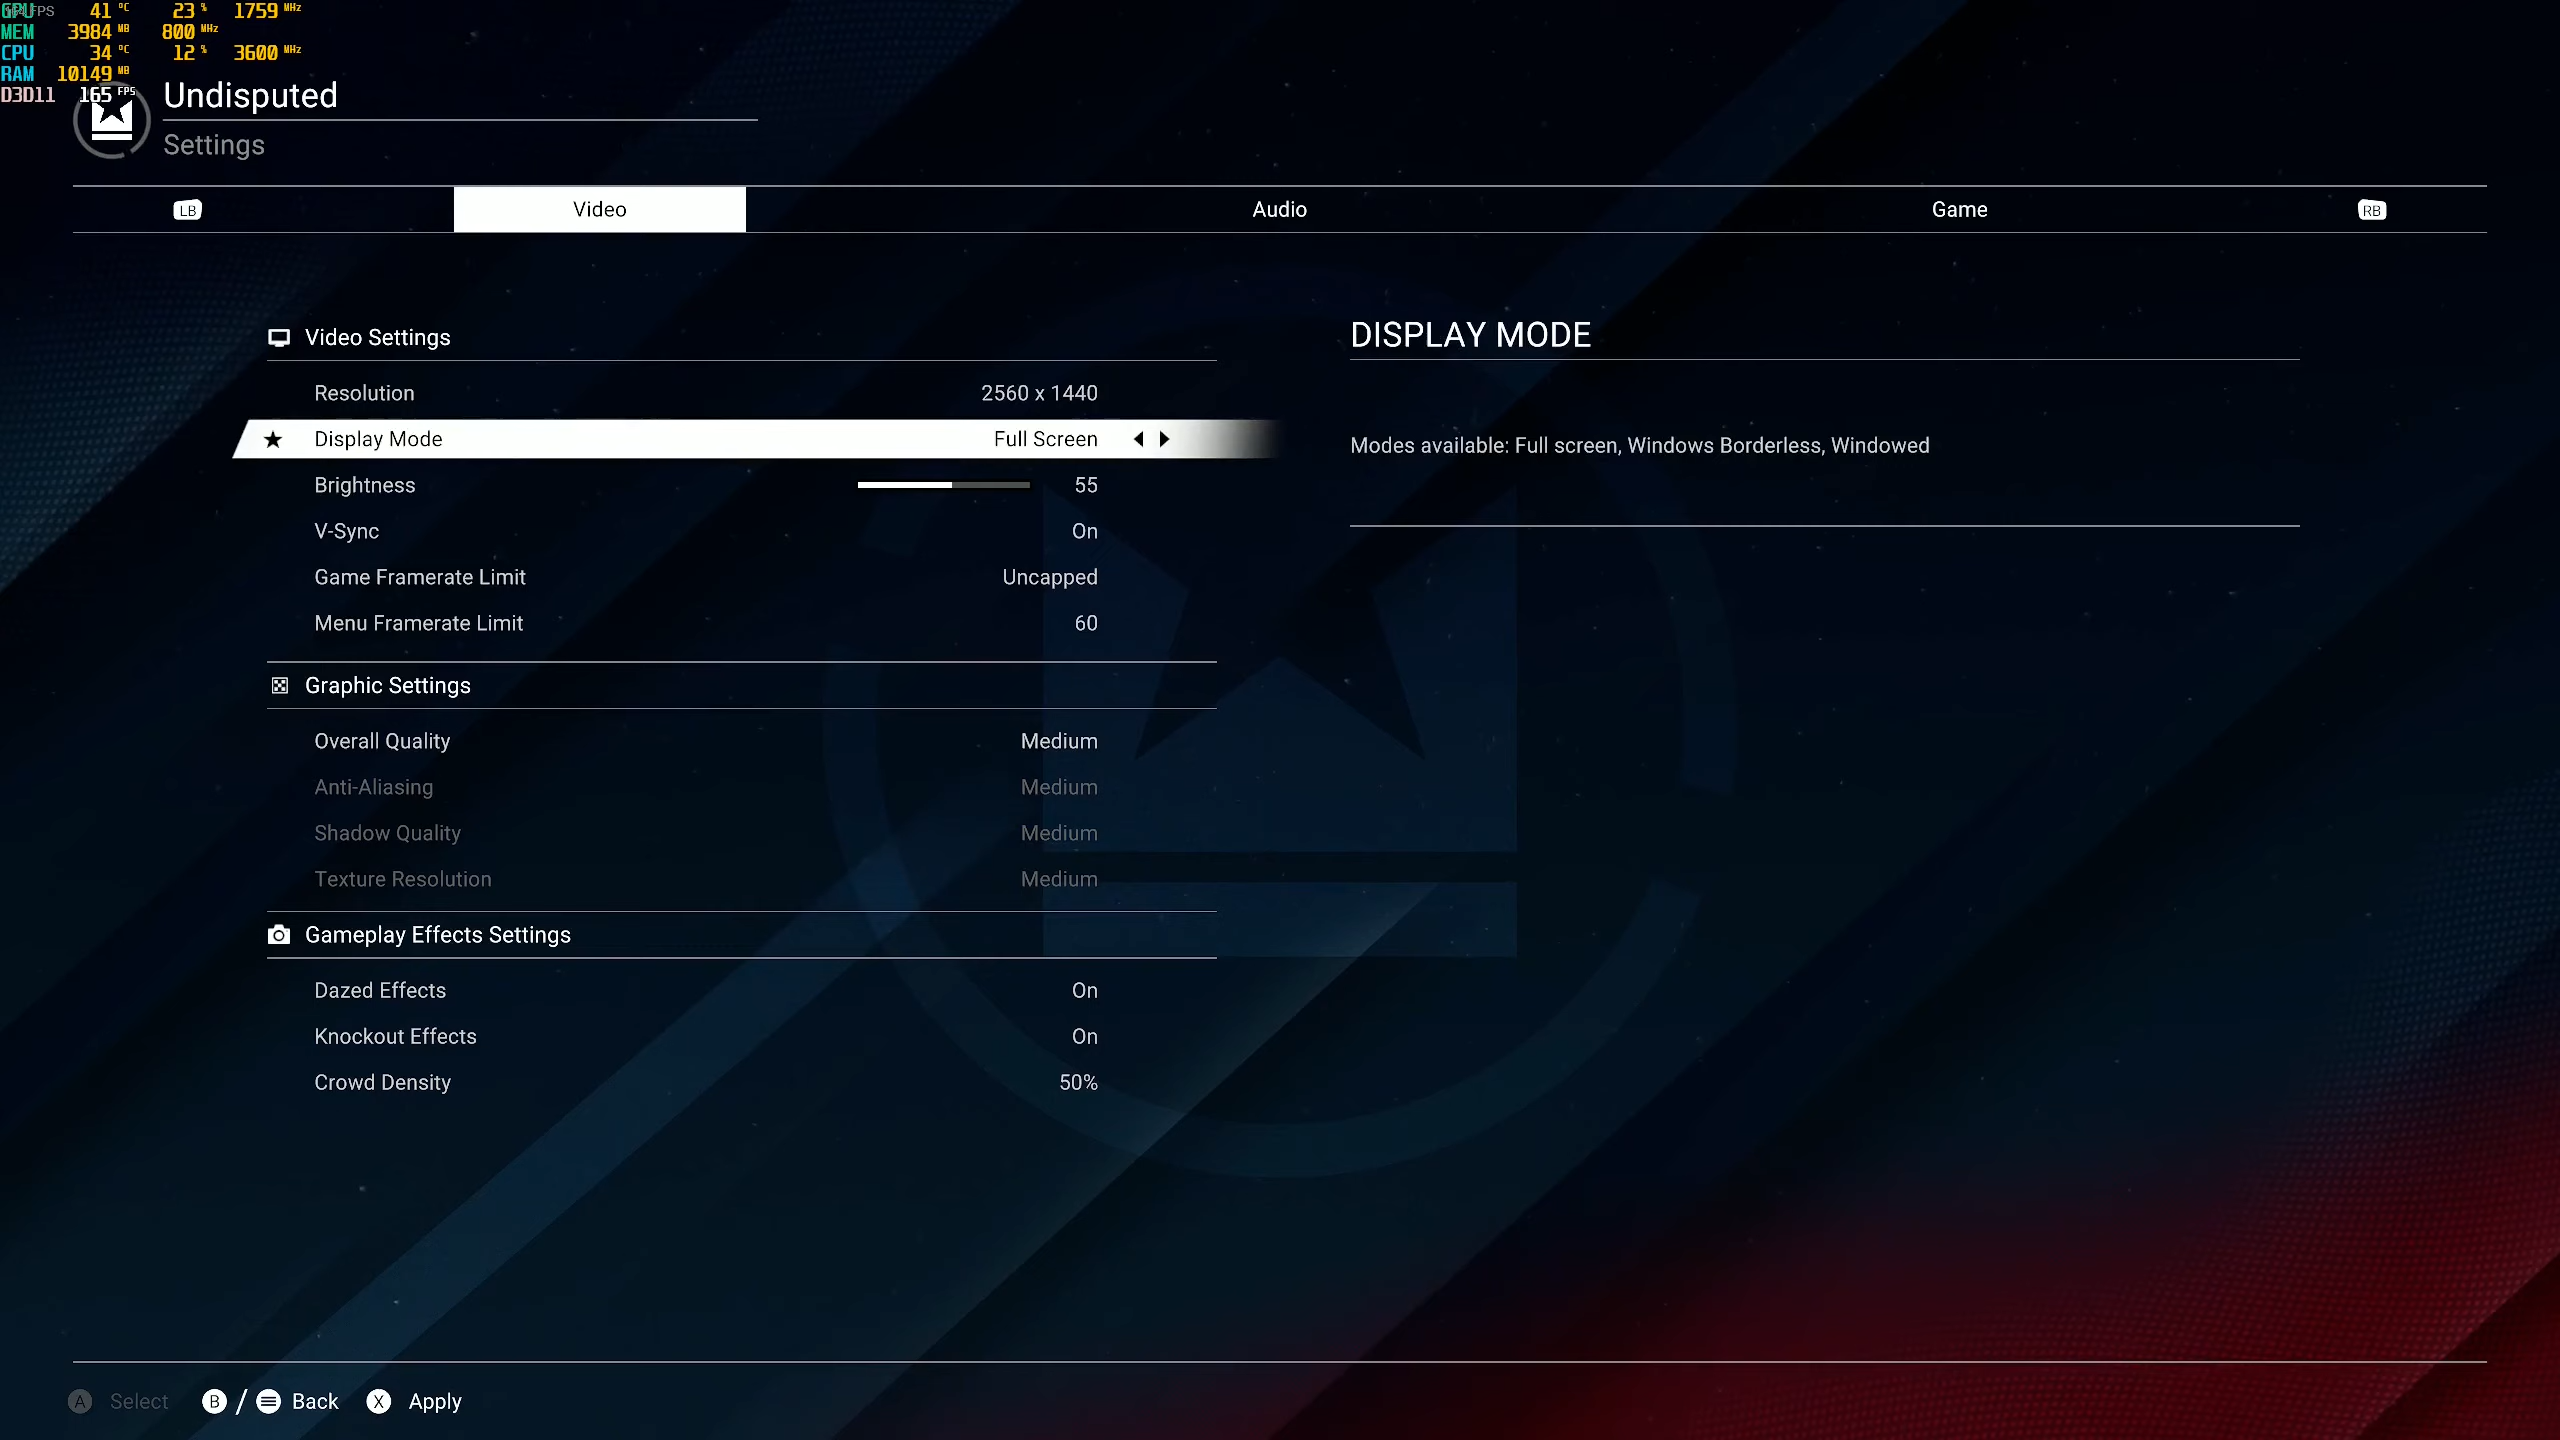 GPU 41 °C 23 % 1759 MHz
MEM 3984 MB 800 MHz
CPU 34 °C 12 % 3600 MHz
RAM 10149 MB
D3D11 165 FPS
Undisputed
Settings
LB Video Audio Game RB
Video Settings
Resolution 2560 x 1440
Display Mode Full Screen
Brightness 55
V-Sync On
Game Framerate Limit Uncapped
Menu Framerate Limit 60
Graphic Settings
Overall Quality Medium
Anti-Aliasing Medium
Shadow Quality Medium
Texture Resolution Medium
Gameplay Effects Settings
Dazed Effects On
Knockout Effects On
Crowd Density 50%
DISPLAY MODE
Modes available: Full screen, Windows Borderless, Windowed
A Select B / Back X Apply